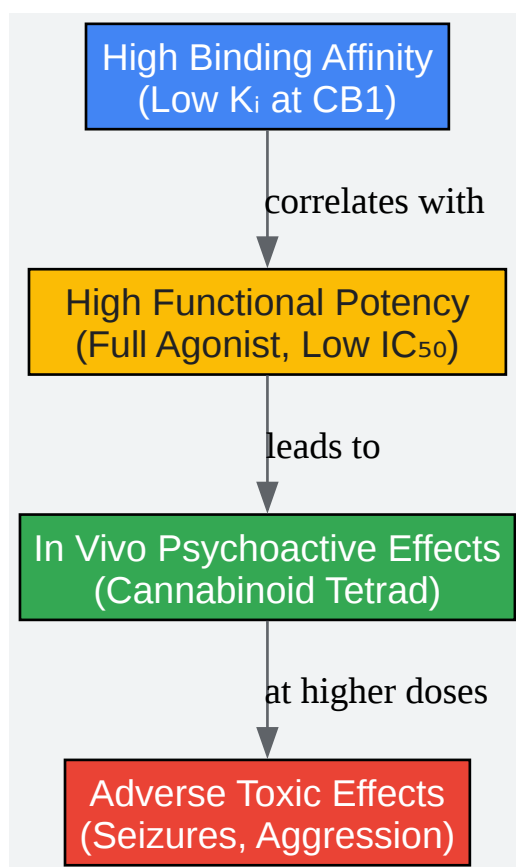 High Binding Affinity
(Low Kᵢ at CB1)
correlates with
High Functional Potency
(Full Agonist, Low IC₅₀)
leads to
In Vivo Psychoactive Effects
(Cannabinoid Tetrad)
at higher doses
Adverse Toxic Effects
(Seizures, Aggression)